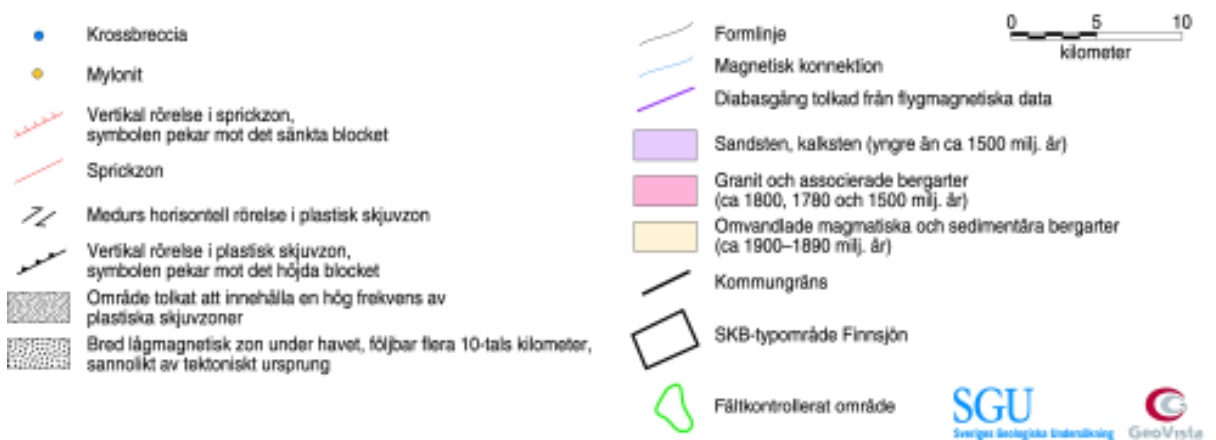 Krossbreccia
Mylonit
Vertikal rörelse i sprickzon,
symbolen pekar mot det sänkta blocket
Sprickzon
Medurs horisontell rörelse i plastisk skjuvzon
Vertikal rörelse i plastisk skjuvzon,
symbolen pekar mot det höjda blocket
Område tolkat att innehålla en hög frekvens av
plastiska skjuvzoner
Bred lågmagnetisk zon under havet, följbar flera 10-tals kilometer,
sannolikt av tektoniskt ursprung
Formlinje
Magnetisk konnektion
Diabasgång tolkad från flygmagnetiska data
Sandsten, kalksten (yngre än ca 1500 milj. år)
Granit och associerade bergarter
(ca 1800, 1780 och 1500 milj. år)
Omvandlade magmatiska och sedimentära bergarter
(ca 1900–1890 milj. år)
Kommungräns
SKB-typområde Finnsjön
Fältkontrollerat område
0 5 10
kilometer
SGU
Sveriges Geologiska Undersökning
GeoVista